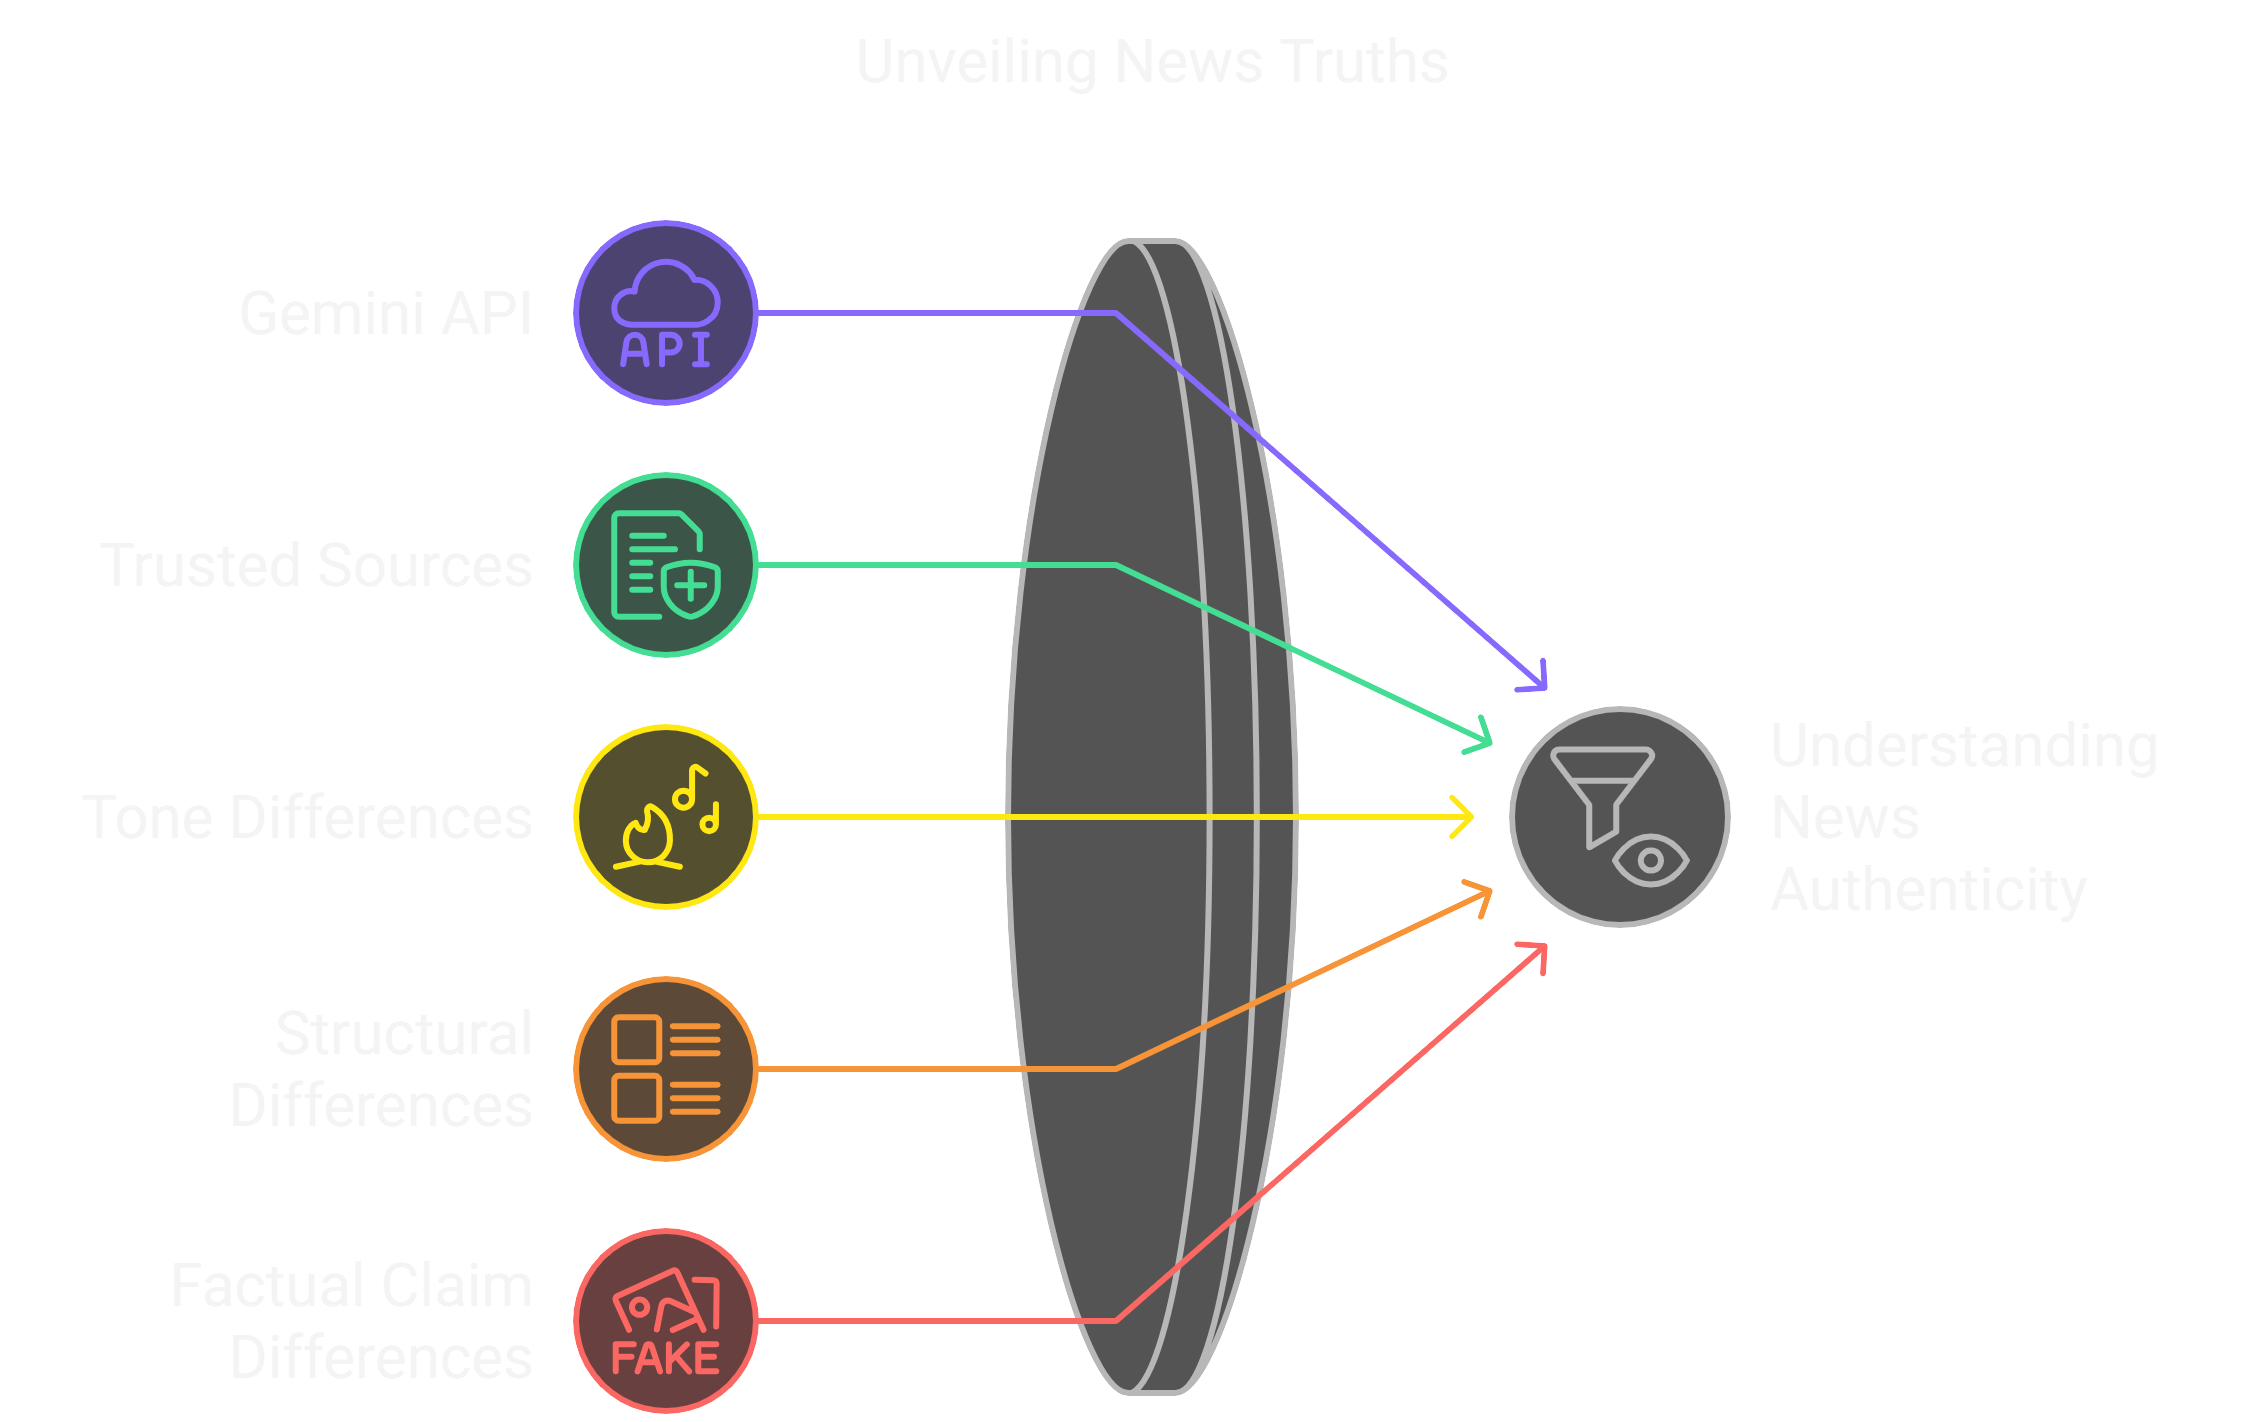 Unveiling News Truths
Gemini API
API
Trusted Sources
Tone Differences
Structural
Differences
Factual Claim
Differences
FAKE
Understanding
News
Authenticity